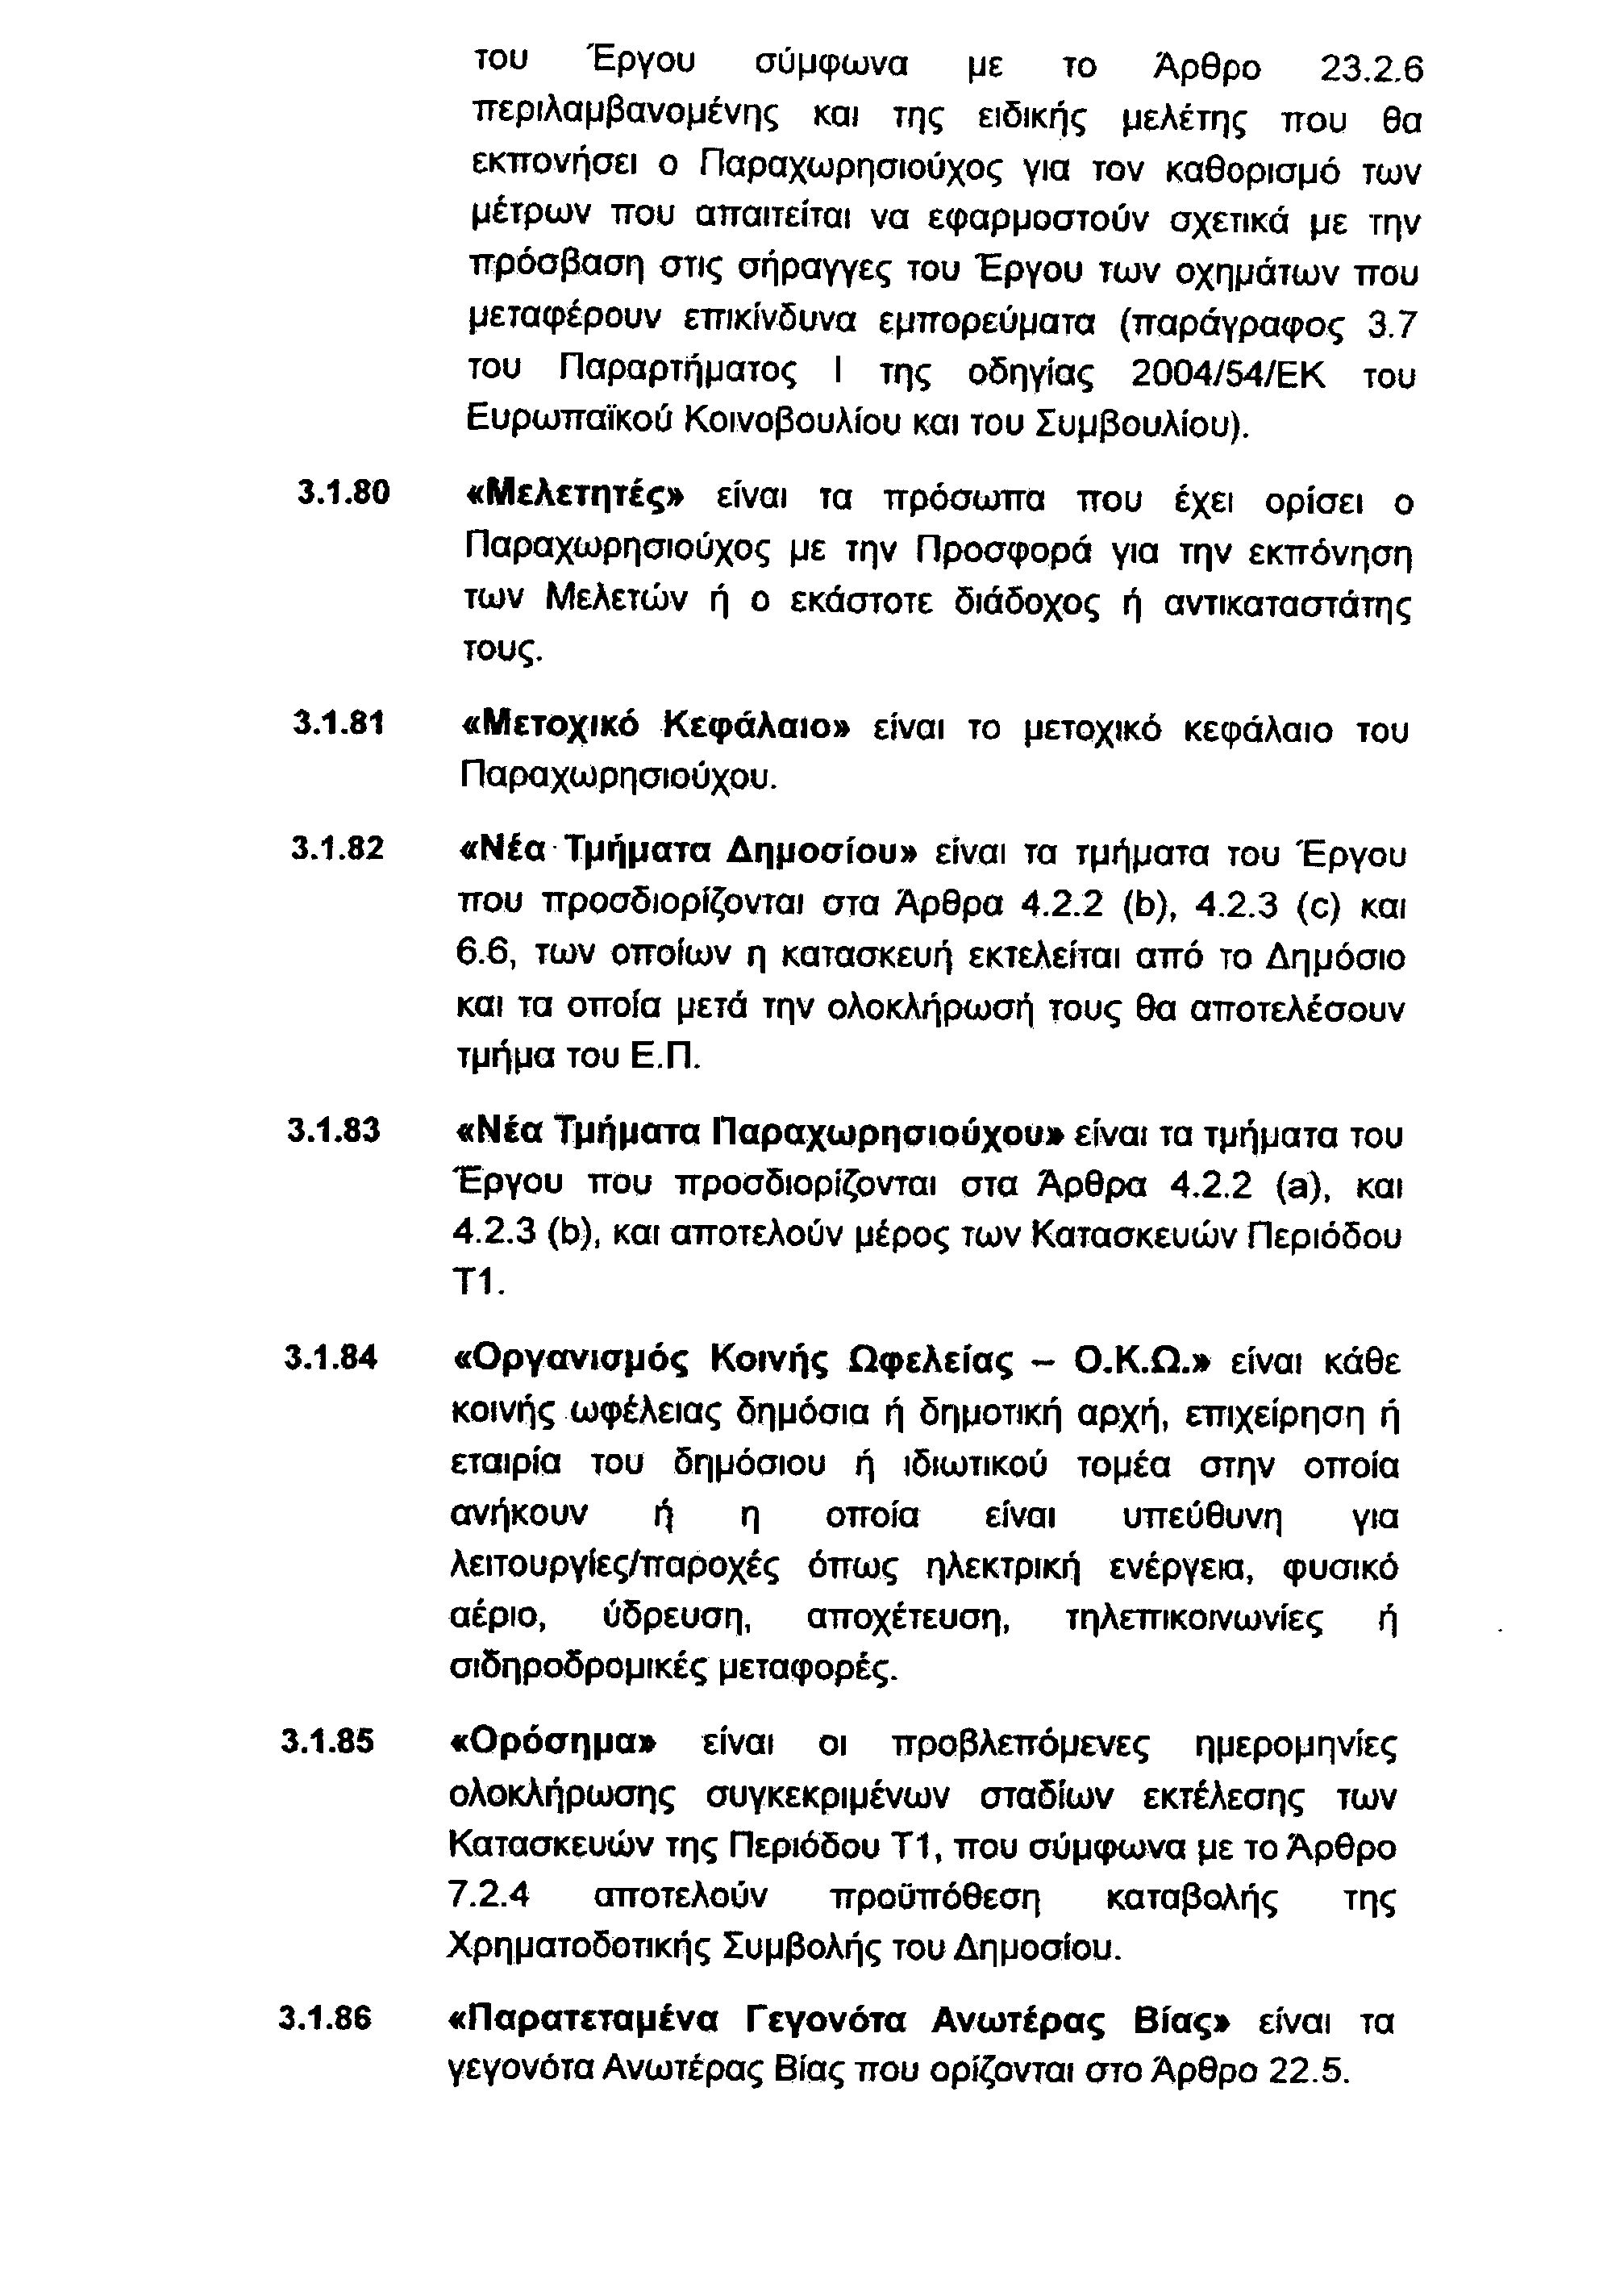 του Έργου σύμφωνα με το Άρθρο 23.2.6
περιλαμβανομένης και της ειδικής μελέτης που θα
εκπονήσει ο Παραχωρησιούχος για τον καθορισμό των
μέτρων που απαιτείται να εφαρμοστούν σχετικά με την
πρόσβαση στις σήραγγες του Έργου των οχημάτων που
μεταφέρουν επικίνδυνα εμπορεύματα (παράγραφος 3.7
του Παραρτήματος Ι της οδηγίας 2004/54/ΕΚ του
Ευρωπαϊκού Κοινοβουλίου και του Συμβουλίου).
3.1.80 «Μελετητές» είναι τα πρόσωπα που έχει ορίσει ο
Παραχωρησιούχος με την Προσφορά για την εκπόνηση
των Μελετών ή ο εκάστοτε διάδοχος ή αντικαταστάτης
τους.
3.1.81 «Μετοχικό Κεφάλαιο» είναι το μετοχικό κεφάλαιο του
Παραχωρησιούχου.
3.1.82 «Νέα Τμήματα Δημοσίου» είναι τα τμήματα του Έργου
που προσδιορίζονται στα Άρθρα 4.2.2 (b), 4.2.3 (c) και
6.6, των οποίων η κατασκευή εκτελείται από το Δημόσιο
και τα οποία μετά την ολοκλήρωσή τους θα αποτελέσουν
τμήμα του Ε.Π.
3.1.83 «Νέα Τμήματα Παραχωρησιούχου» είναι τα τμήματα του
Έργου που προσδιορίζονται στα Άρθρα 4.2.2 (a), και
4.2.3 (b), και αποτελούν μέρος των Κατασκευών Περιόδου
Τ1.
3.1.84 «Οργανισμός Κοινής Ωφελείας – Ο.Κ.Ω.» είναι κάθε
κοινής ωφέλειας δημόσια ή δημοτική αρχή, επιχείρηση ή
εταιρία του δημόσιου ή ιδιωτικού τομέα στην οποία
ανήκουν ή η οποία είναι υπεύθυνη για
λειτουργίες/παροχές όπως ηλεκτρική ενέργεια, φυσικό
αέριο, ύδρευση, αποχέτευση, τηλεπικοινωνίες ή
σιδηροδρομικές μεταφορές.
3.1.85 «Ορόσημα» είναι οι προβλεπόμενες ημερομηνίες
ολοκλήρωσης συγκεκριμένων σταδίων εκτέλεσης των
Κατασκευών της Περιόδου Τ1, που σύμφωνα με το Άρθρο
7.2.4 αποτελούν προϋπόθεση καταβολής της
Χρηματοδοτικής Συμβολής του Δημοσίου.
3.1.86 «Παρατεταμένα Γεγονότα Ανωτέρας Βίας» είναι τα
γεγονότα Ανωτέρας Βίας που ορίζονται στο Άρθρο 22.5.